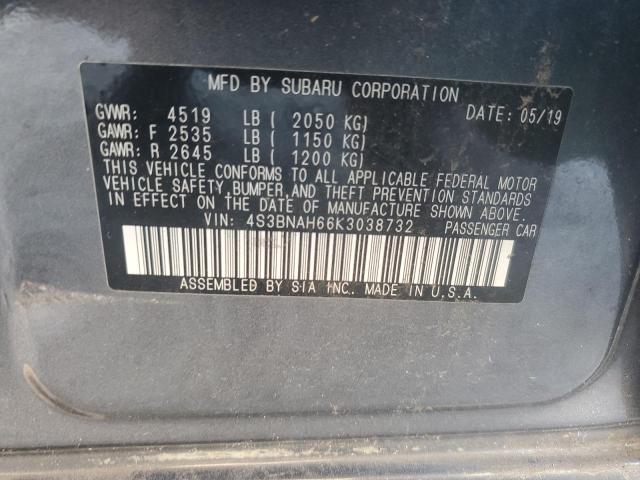 MFD BY SUBARU CORPORATION
GVWR: 4519 LB ( 2050 KG) DATE: 05/19
GAWR: F 2535 LB ( 1150 KG)
GAWR: R 2645 LB ( 1200 KG)
THIS VEHICLE CONFORMS TO ALL APPLICABLE FEDERAL MOTOR
VEHICLE SAFETY, BUMPER, AND THEFT PREVENTION STANDARDS
IN EFFECT ON THE DATE OF MANUFACTURE SHOWN ABOVE.
VIN: 4S3BNAH66K3038732 PASSENGER CAR
ASSEMBLED BY SIA INC. MADE IN U.S.A.